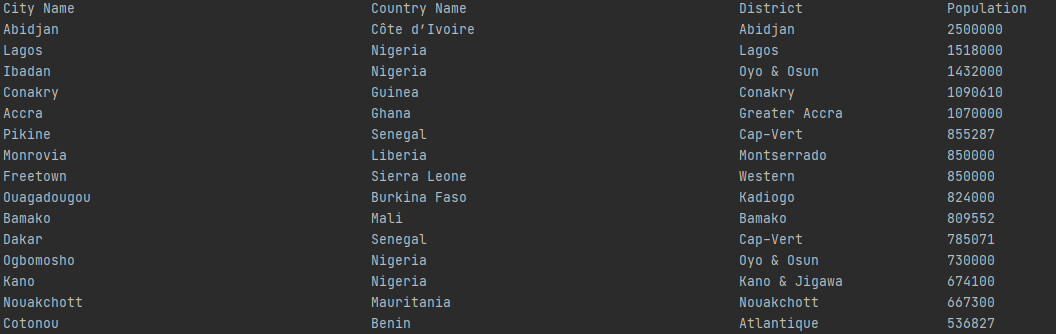 City Name Country Name District Population
Abidjan Côte d’Ivoire Abidjan 2500000
Lagos Nigeria Lagos 1518000
Ibadan Nigeria Oyo & Osun 1432000
Conakry Guinea Conakry 1090610
Accra Ghana Greater Accra 1070000
Pikine Senegal Cap-Vert 855287
Monrovia Liberia Montserrado 850000
Freetown Sierra Leone Western 850000
Ouagadougou Burkina Faso Kadiogo 824000
Bamako Mali Bamako 809552
Dakar Senegal Cap-Vert 785071
Ogbomosho Nigeria Oyo & Osun 730000
Kano Nigeria Kano & Jigawa 674100
Nouakchott Mauritania Nouakchott 667300
Cotonou Benin Atlantique 536827